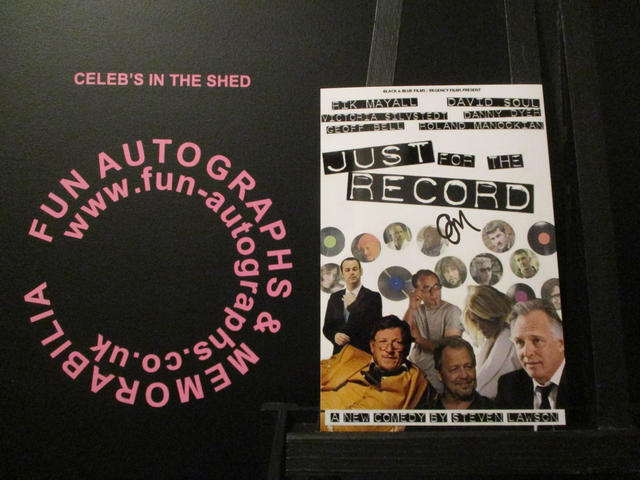 CELEB'S IN THE SHED
FUN AUTOGRAPHS & MEMORABILIA
www.fun-autographs.co.uk
BLACK & BLUE FILMS / REGENCY FILMS PRESENT
RIK MAYALL DAVID SOUL
VICTORIA SILVSTEDT DANNY DYER
GEOFF BELL ROLAND MANOOKIAN
JUST FOR THE
RECORD
A NEW COMEDY BY STEVEN LAWSON